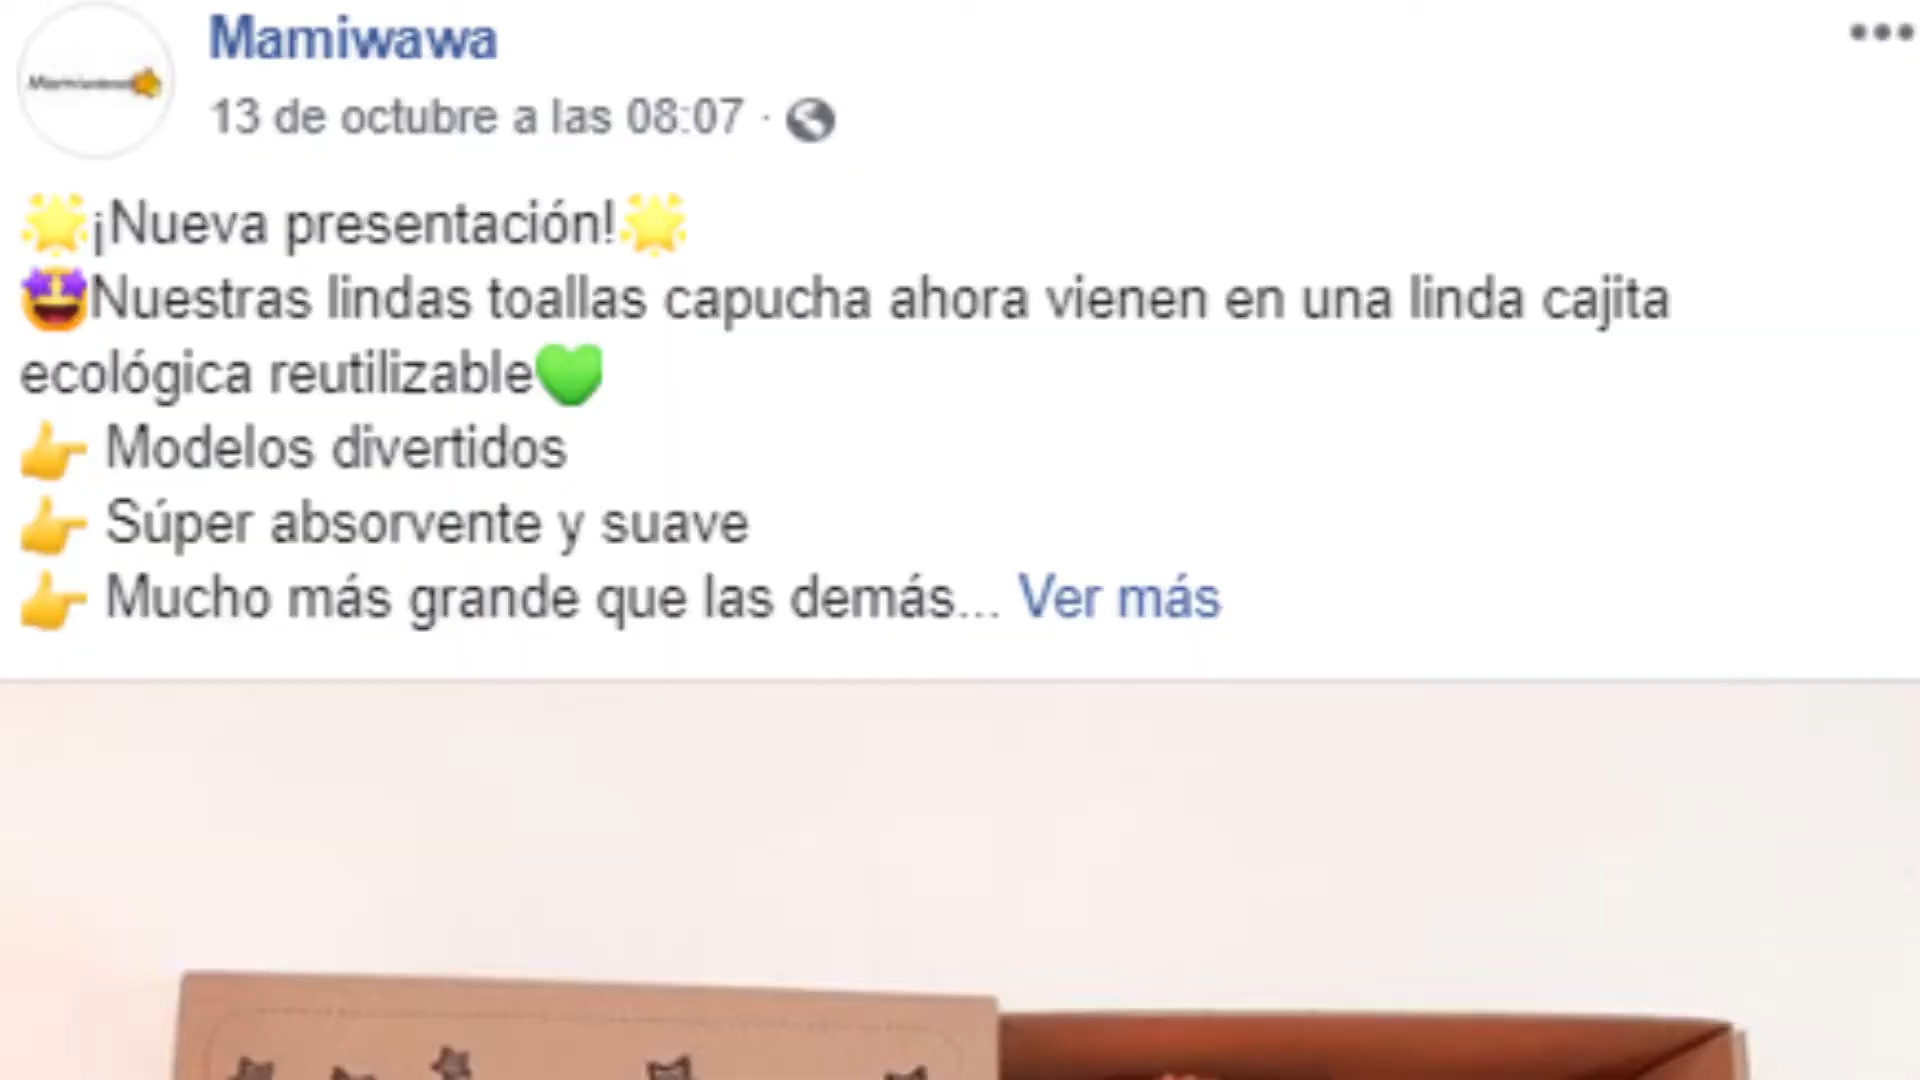 Mamiwawa
Mamiwawa
13 de octubre a las 08:07 ·
🌟¡Nueva presentación!🌟
🤩Nuestras lindas toallas capucha ahora vienen en una linda cajita
ecológica reutilizable💚
👉 Modelos divertidos
👉 Súper absorvente y suave
👉 Mucho más grande que las demás... Ver más